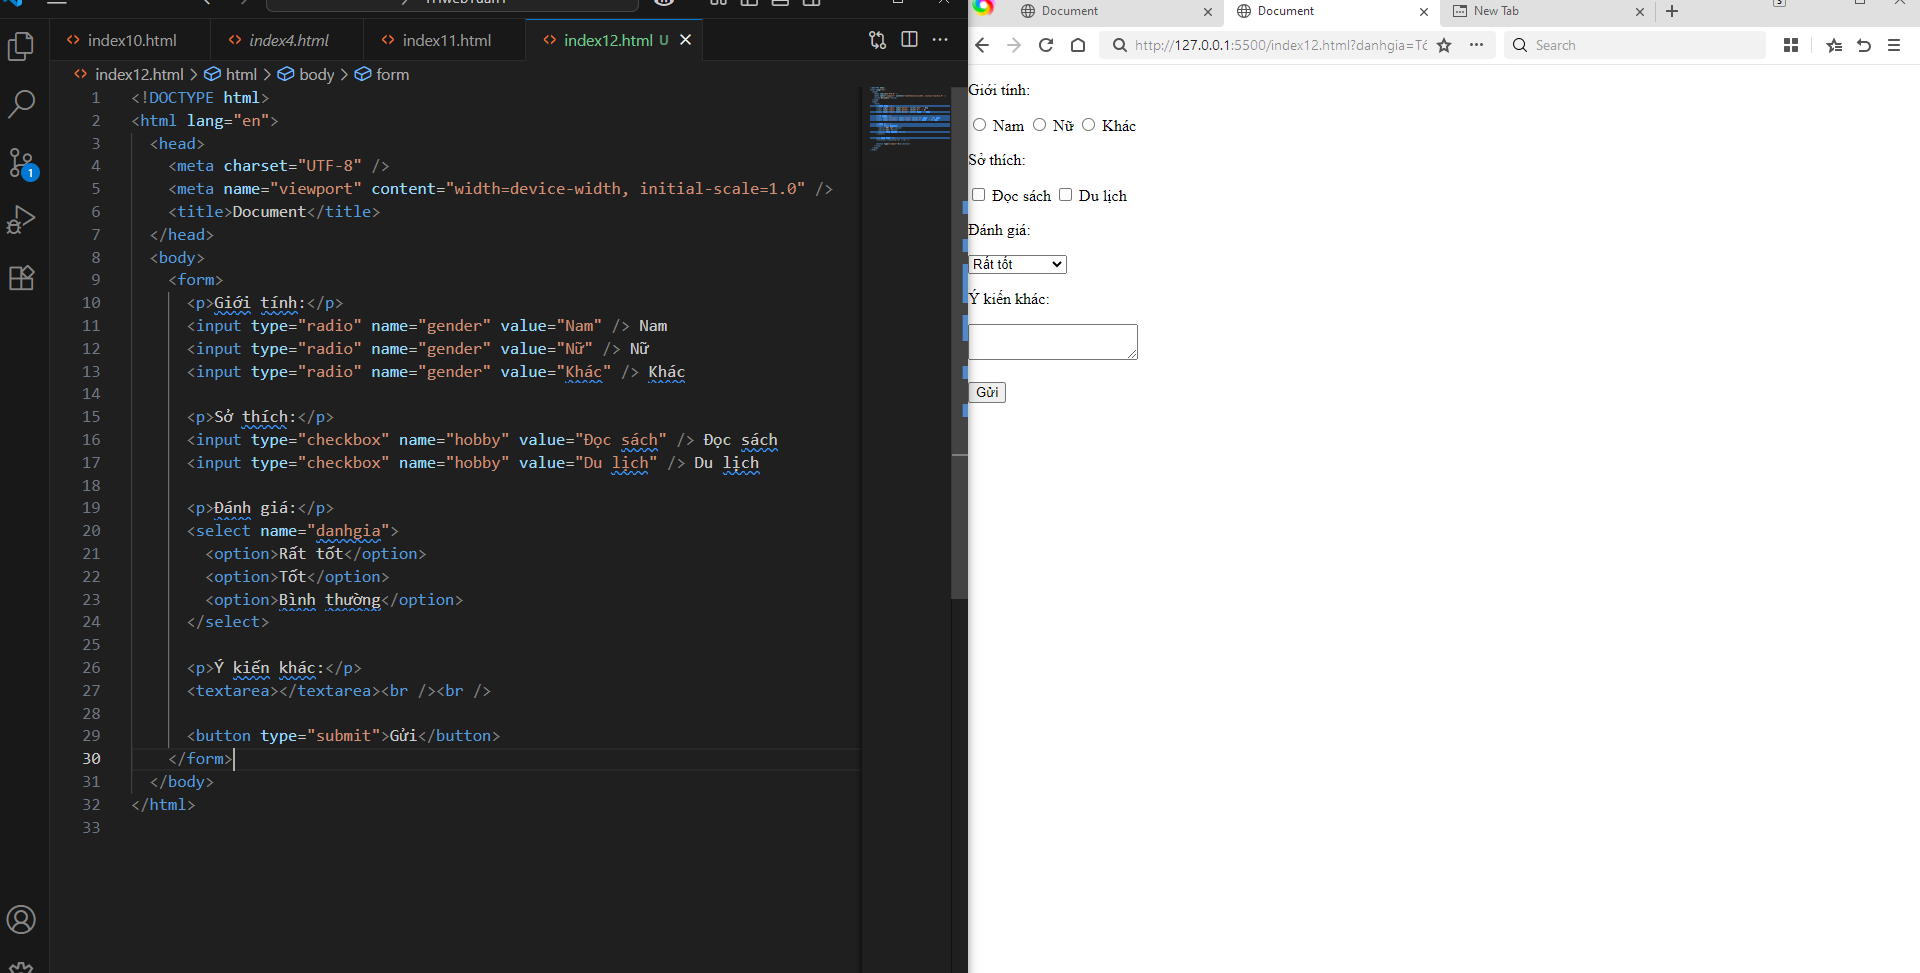 index10.html
index4.html
index11.html
index12.html U
index12.html > html > body > form
1 <!DOCTYPE html>
2 <html lang="en">
3 <head>
4 <meta charset="UTF-8" />
5 <meta name="viewport" content="width=device-width, initial-scale=1.0" />
6 <title>Document</title>
7 </head>
8 <body>
9 <form>
10 <p>Giới tính:</p>
11 <input type="radio" name="gender" value="Nam" /> Nam
12 <input type="radio" name="gender" value="Nữ" /> Nữ
13 <input type="radio" name="gender" value="Khác" /> Khác
14
15 <p>Sở thích:</p>
16 <input type="checkbox" name="hobby" value="Đọc sách" /> Đọc sách
17 <input type="checkbox" name="hobby" value="Du lịch" /> Du lịch
18
19 <p>Đánh giá:</p>
20 <select name="danhgia">
21 <option>Rất tốt</option>
22 <option>Tốt</option>
23 <option>Bình thường</option>
24 </select>
25
26 <p>Ý kiến khác:</p>
27 <textarea></textarea><br /><br />
28
29 <button type="submit">Gửi</button>
30 </form>
31 </body>
32 </html>
33
1
Document
Document
New Tab
http://127.0.0.1:5500/index12.html?danhgia=Tố
Search
Giới tính:
Nam Nữ Khác
Sở thích:
Đọc sách Du lịch
Đánh giá:
Rất tốt
Ý kiến khác:
Gửi